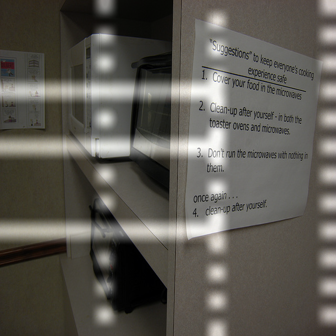 "Suggestions" to keep everyone's cooking
experience safe
1. Cover your food in the microwaves
2. Clean-up after yourself - in both the
toaster ovens and microwaves.
3. Don't run the microwaves with nothing in
them.
once again . . .
4. clean-up after yourself.